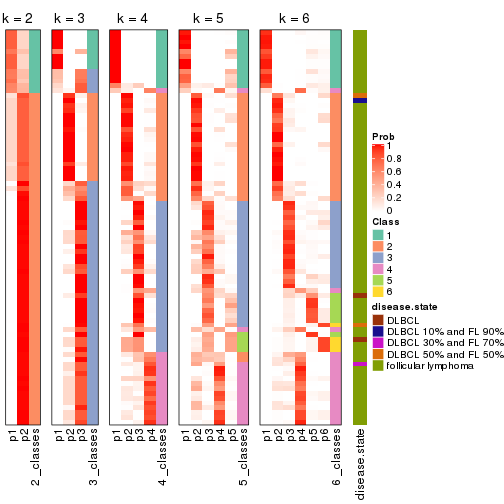 k = 2 k = 3 k = 4 k = 5 k = 6
Prob
1
0.8
0.6
0.4
0.2
0
Class
1
2
3
4
5
6
disease.state
DLBCL
DLBCL 10% and FL 90%
DLBCL 30% and FL 70%
DLBCL 50% and FL 50%
follicular lymphoma
p1 p2 2_classes p1 p2 p3 3_classes p1 p2 p3 p4 4_classes p1 p2 p3 p4 p5 5_classes p1 p2 p3 p4 p5 p6 6_classes disease.state